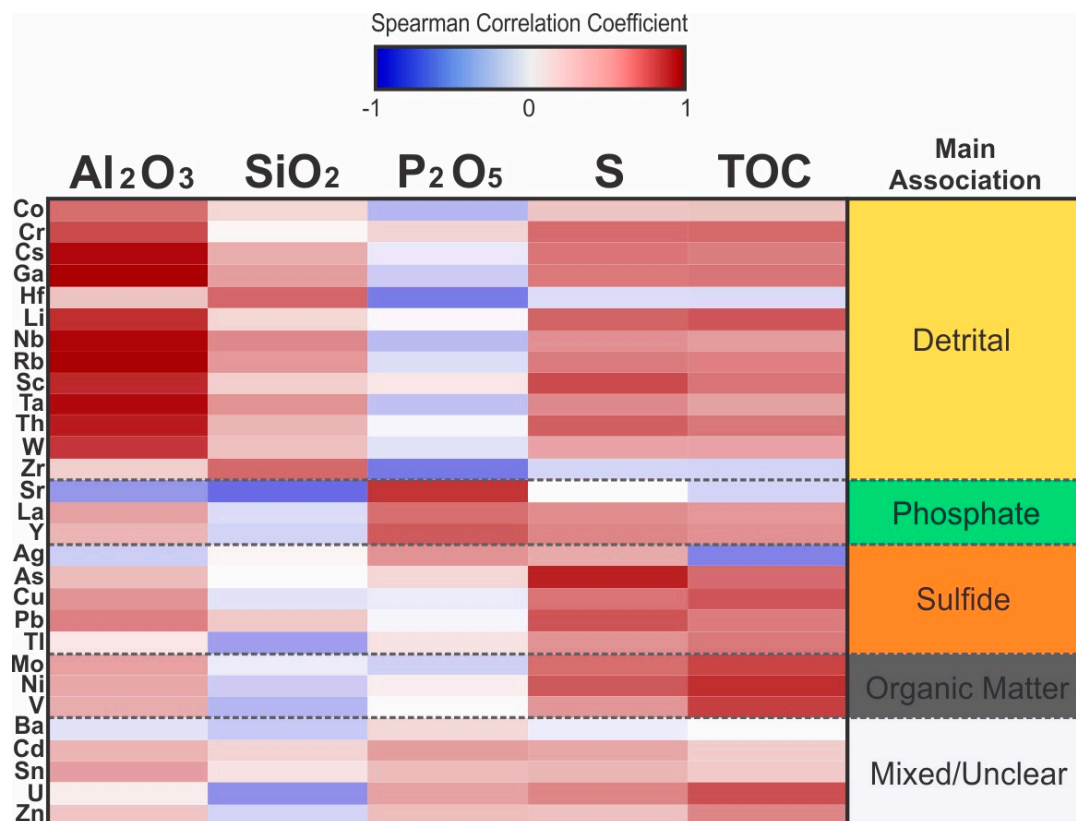 Spearman Correlation Coefficient
-1 0 1
Al₂O₃ SiO₂ P₂O₅ S TOC Main Association
Co
Cr
Cs
Ga
Hf
Li
Nb
Rb
Sc
Ta
Th
W
Zr
Detrital
Sr
La
Y
Phosphate
Ag
As
Cu
Pb
Tl
Sulfide
Mo
Ni
V
Organic Matter
Ba
Cd
Sn
U
Zn
Mixed/Unclear